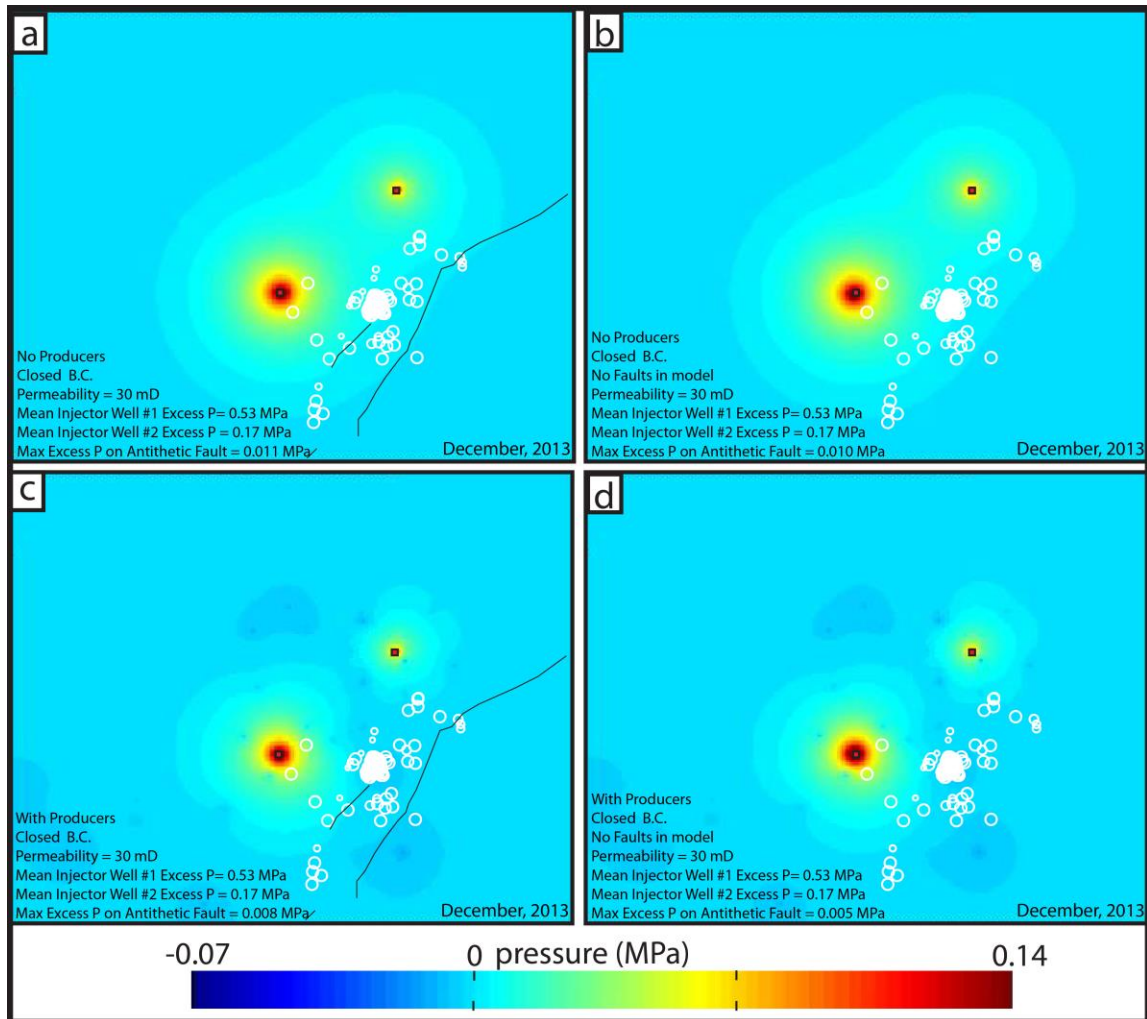 a
No Producers
Closed B.C.
Permeability = 30 mD
Mean Injector Well #1 Excess P= 0.53 MPa
Mean Injector Well #2 Excess P = 0.17 MPa
Max Excess P on Antithetic Fault = 0.011 MPa
December, 2013
b
No Producers
Closed B.C.
No Faults in model
Permeability = 30 mD
Mean Injector Well #1 Excess P = 0.53 MPa
Mean Injector Well #2 Excess P = 0.17 MPa
Max Excess P on Antithetic Fault = 0.010 MPa
December, 2013
c
With Producers
Closed B.C.
Permeability = 30 mD
Mean Injector Well #1 Excess P= 0.53 MPa
Mean Injector Well #2 Excess P = 0.17 MPa
Max Excess P on Antithetic Fault = 0.008 MPa
December, 2013
d
With Producers
Closed B.C.
No Faults in model
Permeability = 30 mD
Mean Injector Well #1 Excess P = 0.53 MPa
Mean Injector Well #2 Excess P = 0.17 MPa
Max Excess P on Antithetic Fault = 0.005 MPa
December, 2013
-0.07 0 pressure (MPa) 0.14